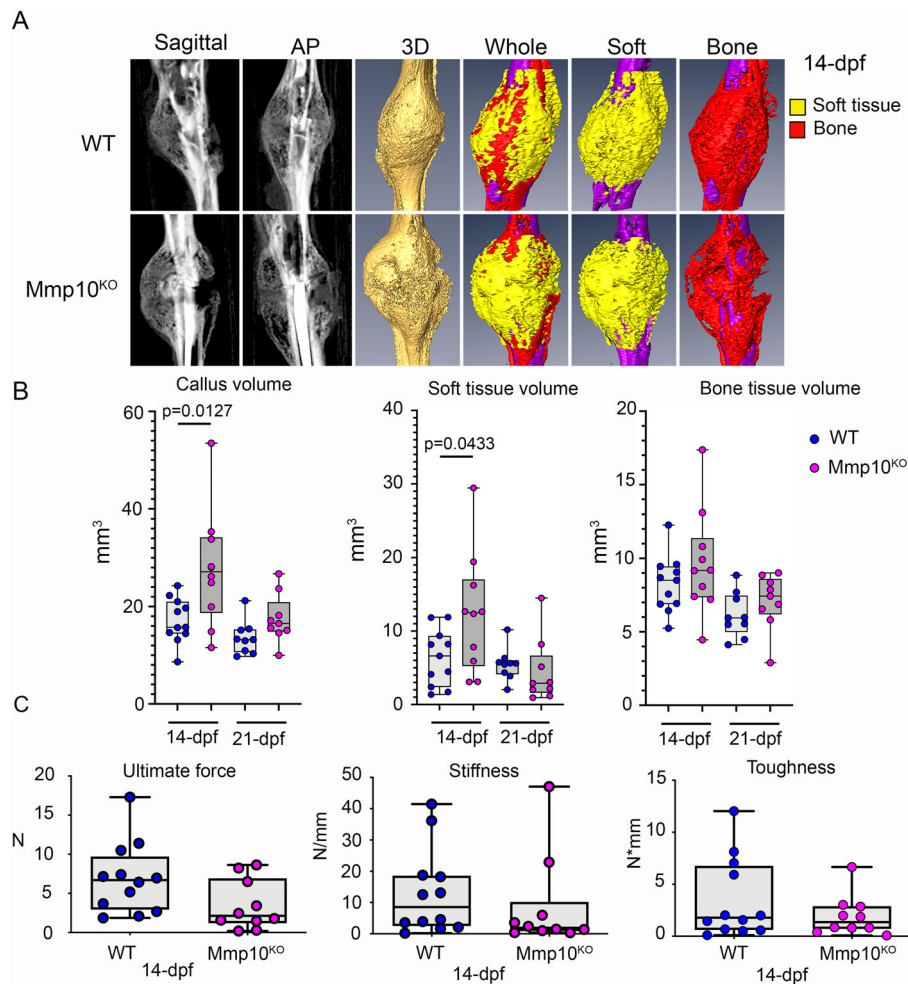 A
Sagittal AP 3D Whole Soft Bone
14-dpf
Soft tissue
Bone
WT
Mmp10KO
B
Callus volume
Soft tissue volume
Bone tissue volume
60
40
20
0
mm3
p=0.0127
14-dpf 21-dpf
40
30
20
10
0
mm3
p=0.0433
14-dpf 21-dpf
20
15
10
5
0
mm3
14-dpf 21-dpf
WT
Mmp10KO
C
Ultimate force
20
15
10
5
0
N
WT Mmp10KO
14-dpf
Stiffness
50
40
30
20
10
0
N/mm
WT Mmp10KO
14-dpf
Toughness
15
10
5
0
N*mm
WT Mmp10KO
14-dpf